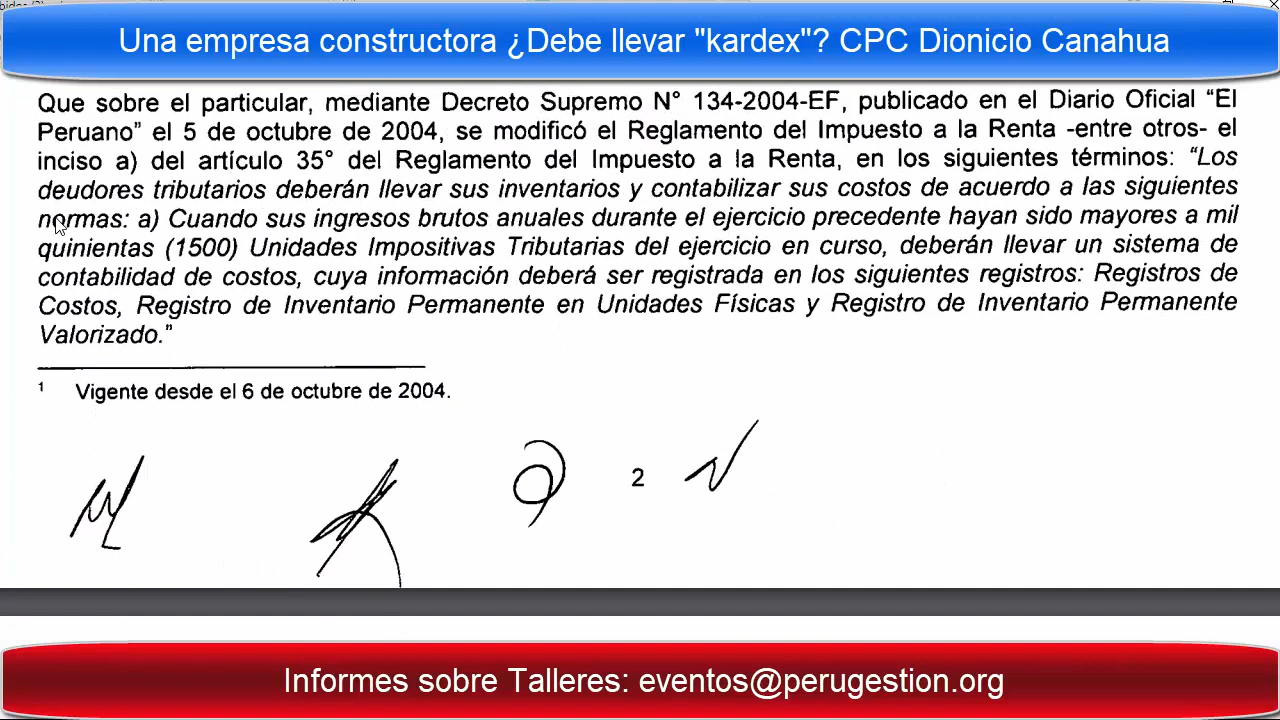 Una empresa constructora ¿Debe llevar "kardex"? CPC Dionicio Canahua
Que sobre el particular, mediante Decreto Supremo N° 134-2004-EF, publicado en el Diario Oficial “El
Peruano” el 5 de octubre de 2004, se modificó el Reglamento del Impuesto a la Renta -entre otros- el
inciso a) del artículo 35° del Reglamento del Impuesto a la Renta, en los siguientes términos: “Los
deudores tributarios deberán llevar sus inventarios y contabilizar sus costos de acuerdo a las siguientes
normas: a) Cuando sus ingresos brutos anuales durante el ejercicio precedente hayan sido mayores a mil
quinientas (1500) Unidades Impositivas Tributarias del ejercicio en curso, deberán llevar un sistema de
contabilidad de costos, cuya información deberá ser registrada en los siguientes registros: Registros de
Costos, Registro de Inventario Permanente en Unidades Físicas y Registro de Inventario Permanente
Valorizado.”
1 Vigente desde el 6 de octubre de 2004.
2
Informes sobre Talleres: eventos@perugestion.org